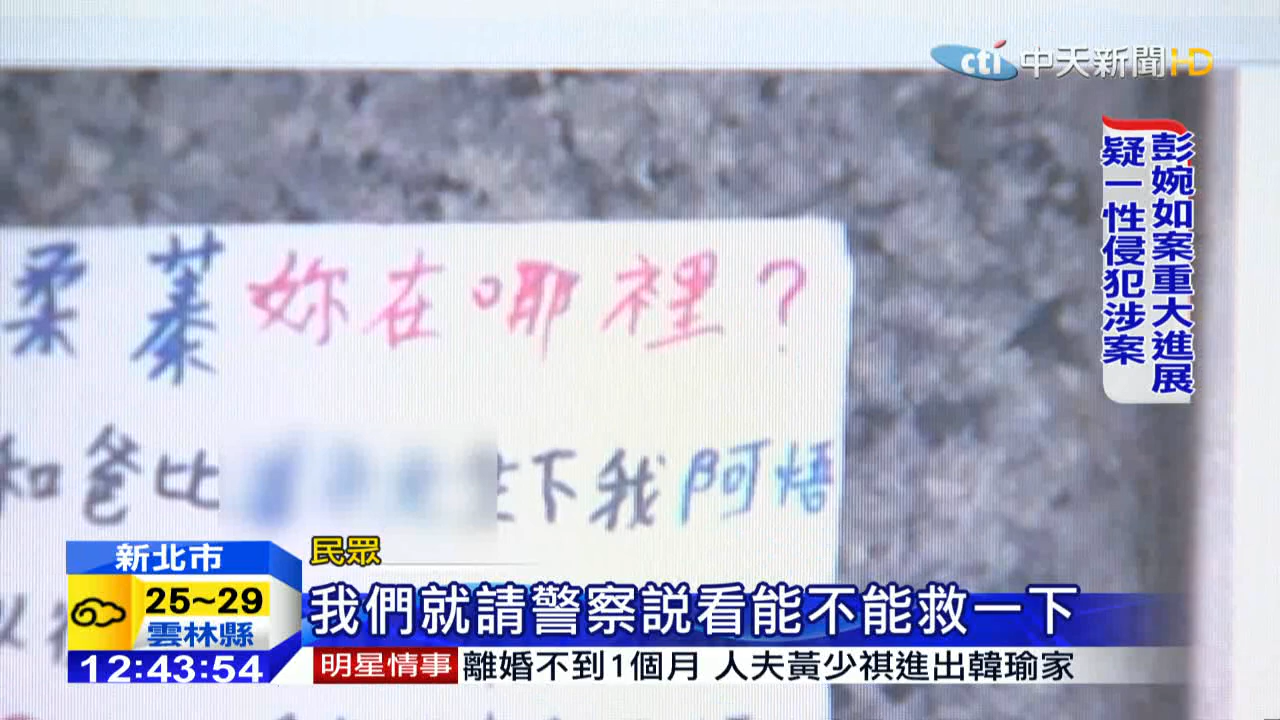 cti 中天新聞HD
彭婉如案重大進展
疑一性侵犯涉案
柔蓁妳在哪裡?
和爸比
下我阿悟
民眾
新北市
25~29
雲林縣
12:43:54
我們就請警察說看能不能救一下
明星情事 離婚不到1個月 人夫黃少祺進出韓瑜家